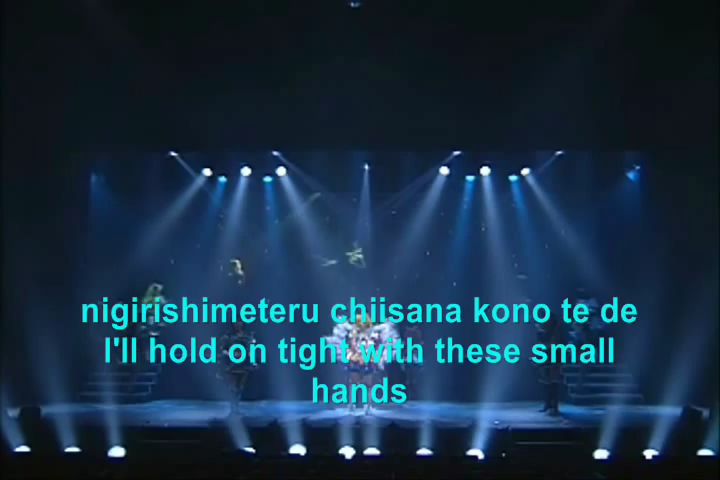 nigirishimeteru chiisana kono te de
I'll hold on tight with these small
hands